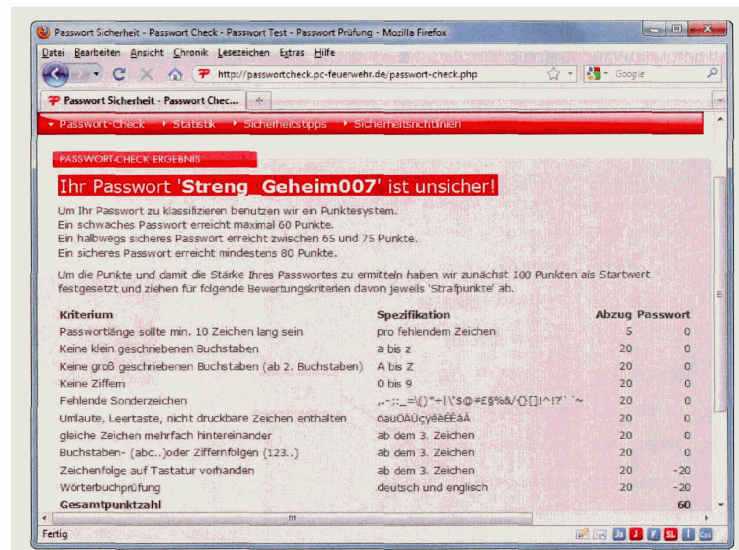 Passwort Sicherheit - Passwort Check - Passwort Test - Passwort Prüfung - Mozilla Firefox
Datei Bearbeiten Ansicht Chronik Lesezeichen Extras Hilfe
http://passwortcheck.pc-feuerwehr.de/passwort-check.php
Google
Passwort Sicherheit - Passwort Chec...
Passwort-Check Statistik Sicherheitstipps Sicherheitsrichtlinien
PASSWORT-CHECK ERGEBNIS
Ihr Passwort 'Streng_Geheim007' ist unsicher!
Um Ihr Passwort zu klassifizieren benutzen wir ein Punktesystem.
Ein schwaches Passwort erreicht maximal 60 Punkte.
Ein halbwegs sicheres Passwort erreicht zwischen 65 und 75 Punkte.
Ein sicheres Passwort erreicht mindestens 80 Punkte.
Um die Punkte und damit die Stärke Ihres Passwortes zu ermitteln haben wir zunächst 100 Punkten als Startwert
festgesetzt und ziehen für folgende Bewertungskriterien davon jeweils 'Strafpunkte' ab.
Kriterium Spezifikation Abzug Passwort
Passwortlänge sollte min. 10 Zeichen lang sein pro fehlendem Zeichen 5 0
Keine klein geschriebenen Buchstaben a bis z 20 0
Keine groß geschriebenen Buchstaben (ab 2. Buchstaben) A bis Z 20 0
Keine Ziffern 0 bis 9 20 0
Fehlende Sonderzeichen 20 0
Umlaute, Leertaste, nicht druckbare Zeichen enthalten 20 0
gleiche Zeichen mehrfach hintereinander ab dem 3. Zeichen 20 0
Buchstaben- (abc..)oder Ziffernfolgen (123..) ab dem 3. Zeichen 20 0
Zeichenfolge auf Tastatur vorhanden ab dem 3. Zeichen 20 -20
Wörterbuchprüfung deutsch und englisch 20 -20
Gesamtpunktzahl 60
Fertig